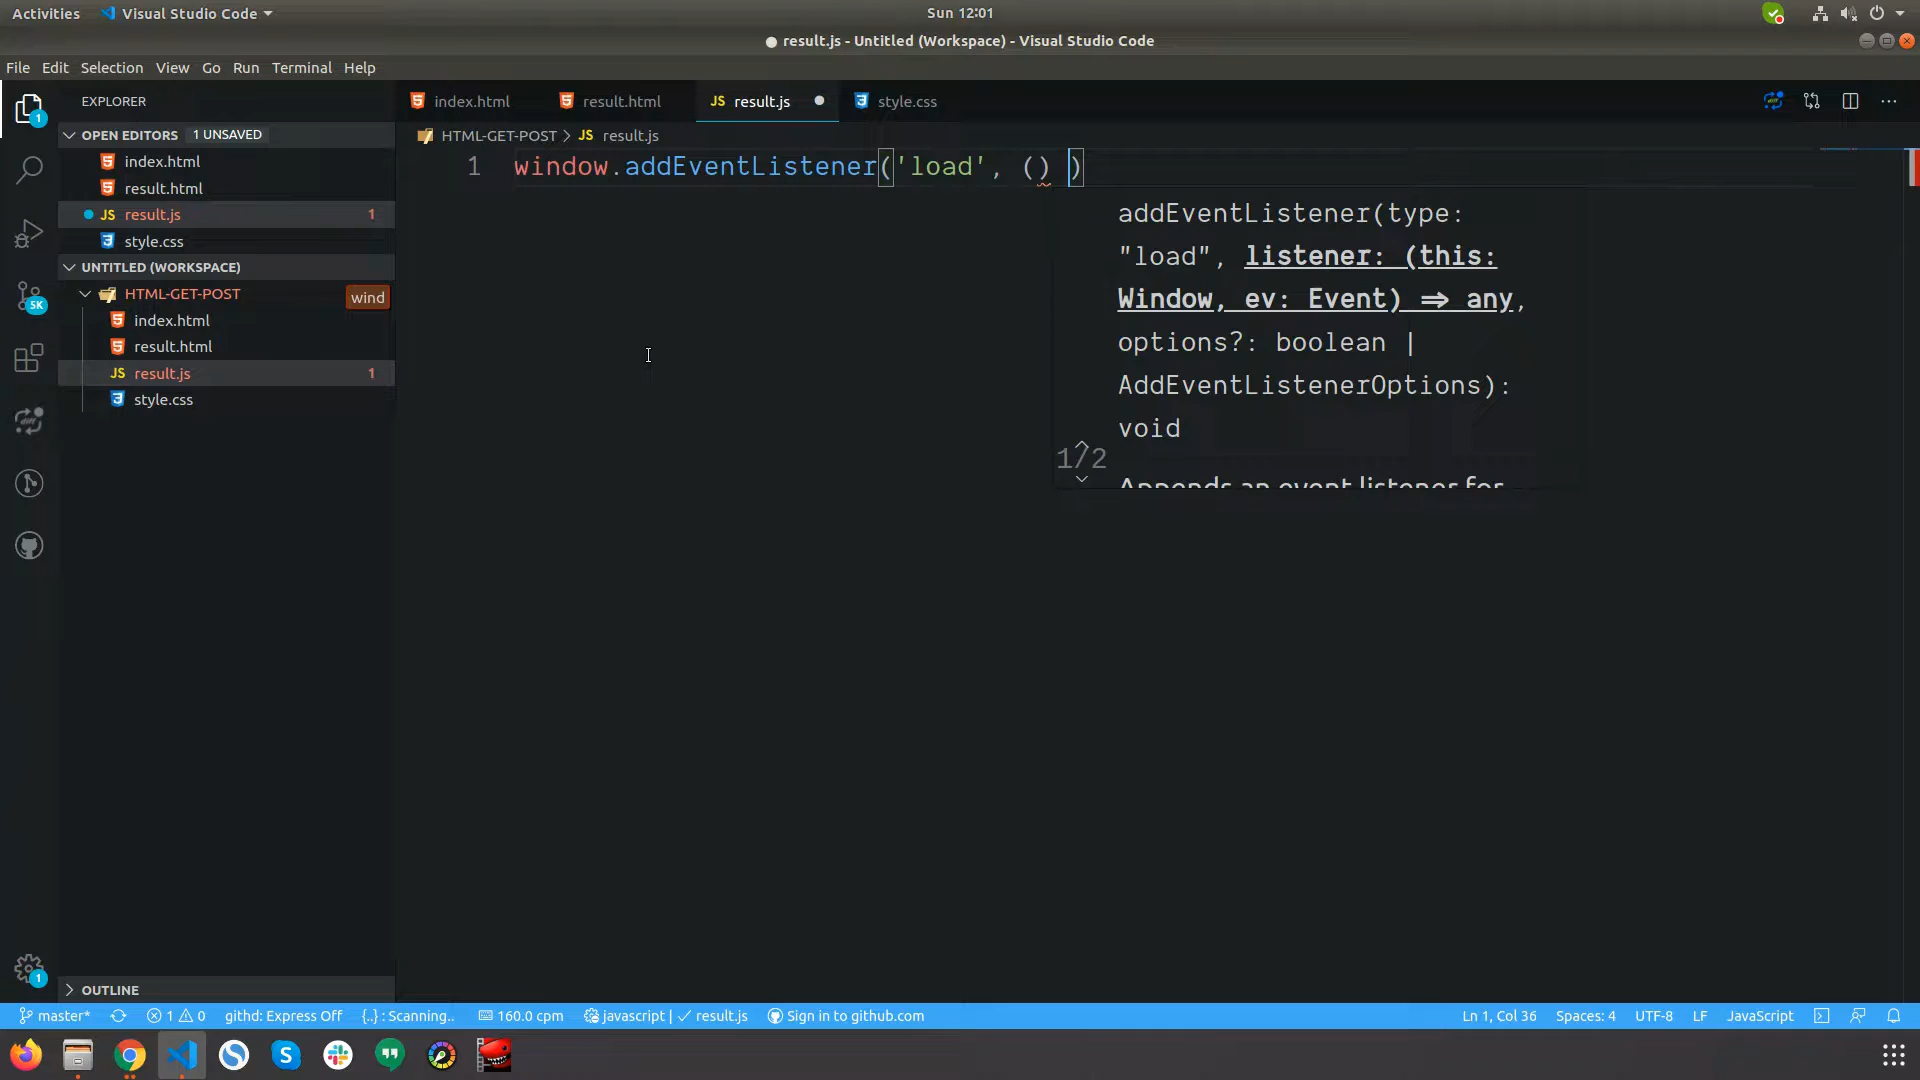 Activities Visual Studio Code Sun 12:01
● result.js - Untitled (Workspace) - Visual Studio Code
File Edit Selection View Go Run Terminal Help
1 EXPLORER index.html result.html JS result.js style.css
OPEN EDITORS 1 UNSAVED
HTML-GET-POST > JS result.js
index.html
result.html
JS result.js 1
style.css
1 window.addEventListener('load', () )
addEventListener(type:
"load", listener: (this:
Window, ev: Event) => any,
options?: boolean |
AddEventListenerOptions):
void
1/2
Appends an event listener for
UNTITLED (WORKSPACE)
HTML-GET-POST wind
5K
index.html
result.html
JS result.js 1
style.css
1
OUTLINE
master* 1 0 githd: Express Off {..} : Scanning.. 160.0 cpm javascript | ✓ result.js Sign in to github.com Ln 1, Col 36 Spaces: 4 UTF-8 LF JavaScript